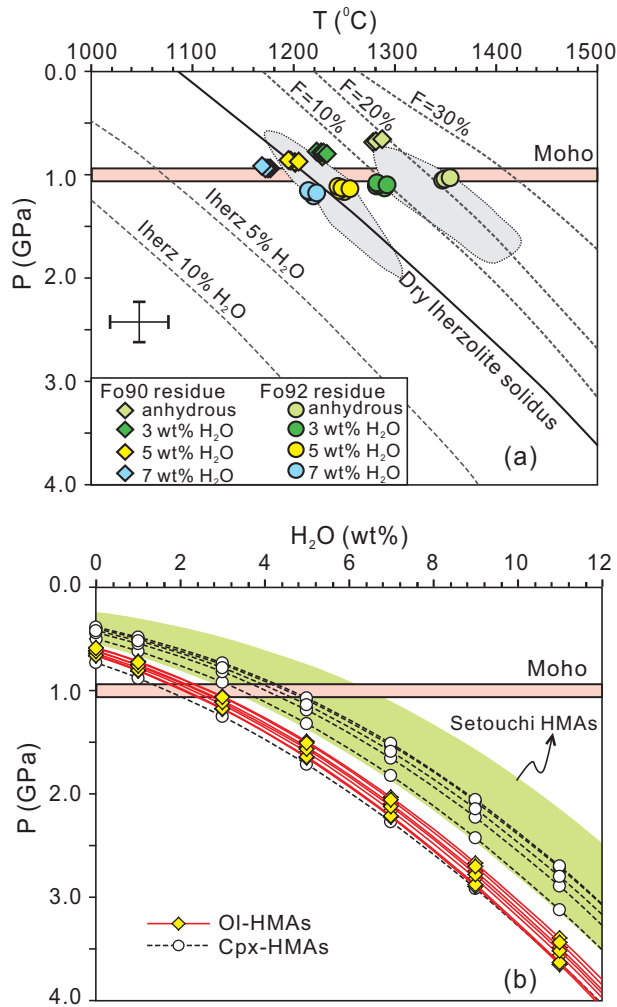 T (⁰C)
1000 1200 1400 1500
0.0
1.0
2.0
3.0
4.0
P (GPa)
F=10%
F=20%
F=30%
Moho
lherz 5% H₂O
lherz 10% H₂O
Dry lherzolite solidus
Fo90 residue Fo92 residue
anhydrous anhydrous
3 wt% H₂O 3 wt% H₂O
5 wt% H₂O 5 wt% H₂O
7 wt% H₂O 7 wt% H₂O
(a)
H₂O (wt%)
0 2 4 6 8 10 12
0.0
1.0
2.0
3.0
4.0
P (GPa)
Moho
Setouchi HMAs
Ol-HMAs
Cpx-HMAs
(b)